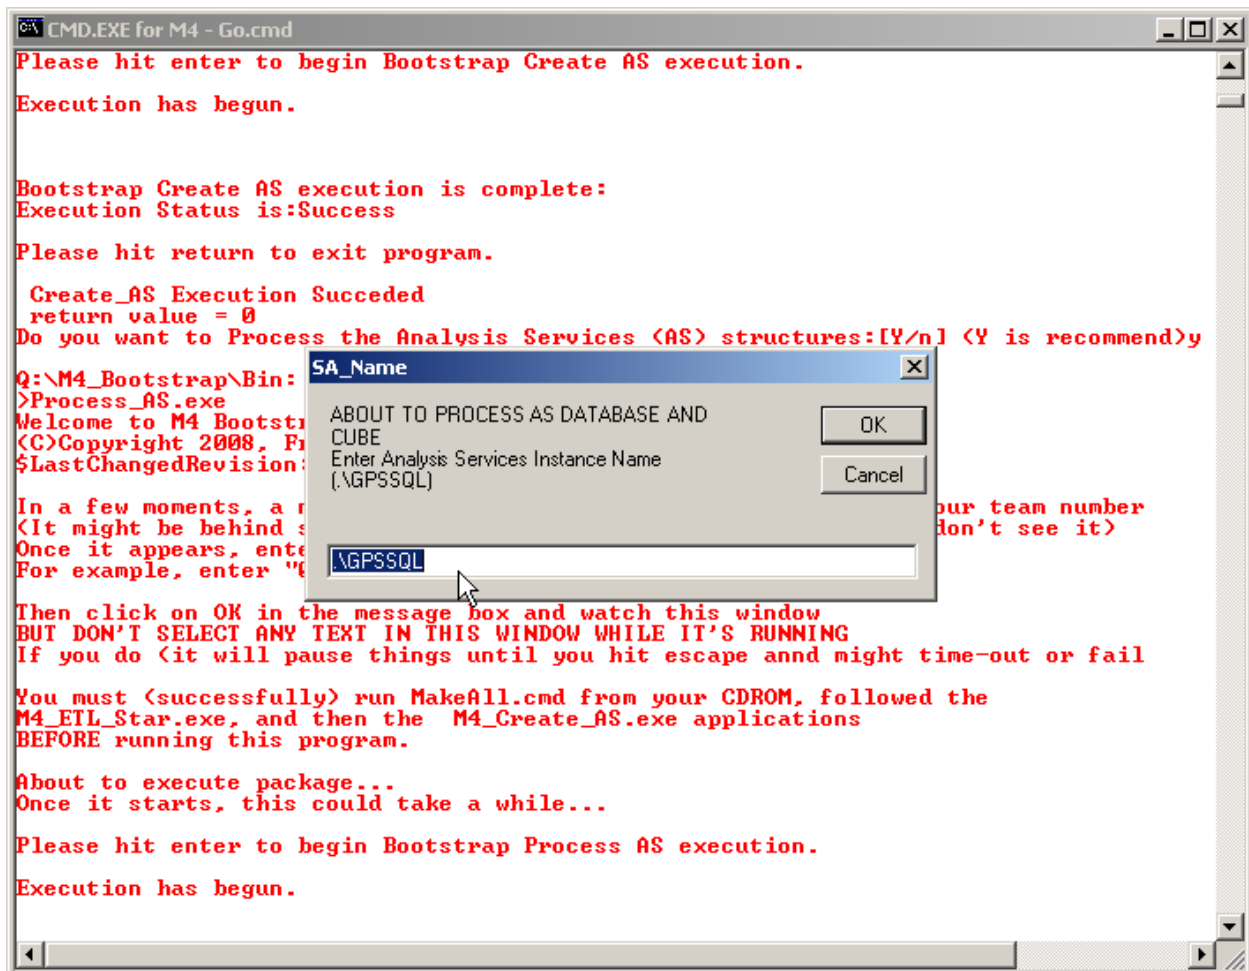 CMD.EXE for M4 - Go.cmd
Please hit enter to begin Bootstrap Create AS execution.
Execution has begun.
Bootstrap Create AS execution is complete:
Execution Status is:Success
Please hit return to exit program.
Create_AS Execution Succeded
return value = 0
Do you want to Process the Analysis Services (AS) structures:[Y/n] (Y is recommend)y
Q:\M4_Bootstrap\Bin:
>Process_AS.exe
Welcome to M4
(C)Copyright 2008,
$LastChangedRevision:
In a few moments, a
our team number
(It might be behind
don't see it)
Once it appears,
For example, enter
SA_Name
ABOUT TO PROCESS AS DATABASE AND
CUBE
Enter Analysis Services Instance Name
(.\GPSSQL)
OK
Cancel
.\GPSSQL
Then click on OK in the message box and watch this window
BUT DON'T SELECT ANY TEXT IN THIS WINDOW WHILE IT'S RUNNING
If you do (it will pause things until you hit escape annd might time-out or fail
You must (successfully) run MakeAll.cmd from your CDROM, followed the
M4_ETL_Star.exe, and then the M4_Create_AS.exe applications
BEFORE running this program.
About to execute package...
Once it starts, this could take a while...
Please hit enter to begin Bootstrap Process AS execution.
Execution has begun.